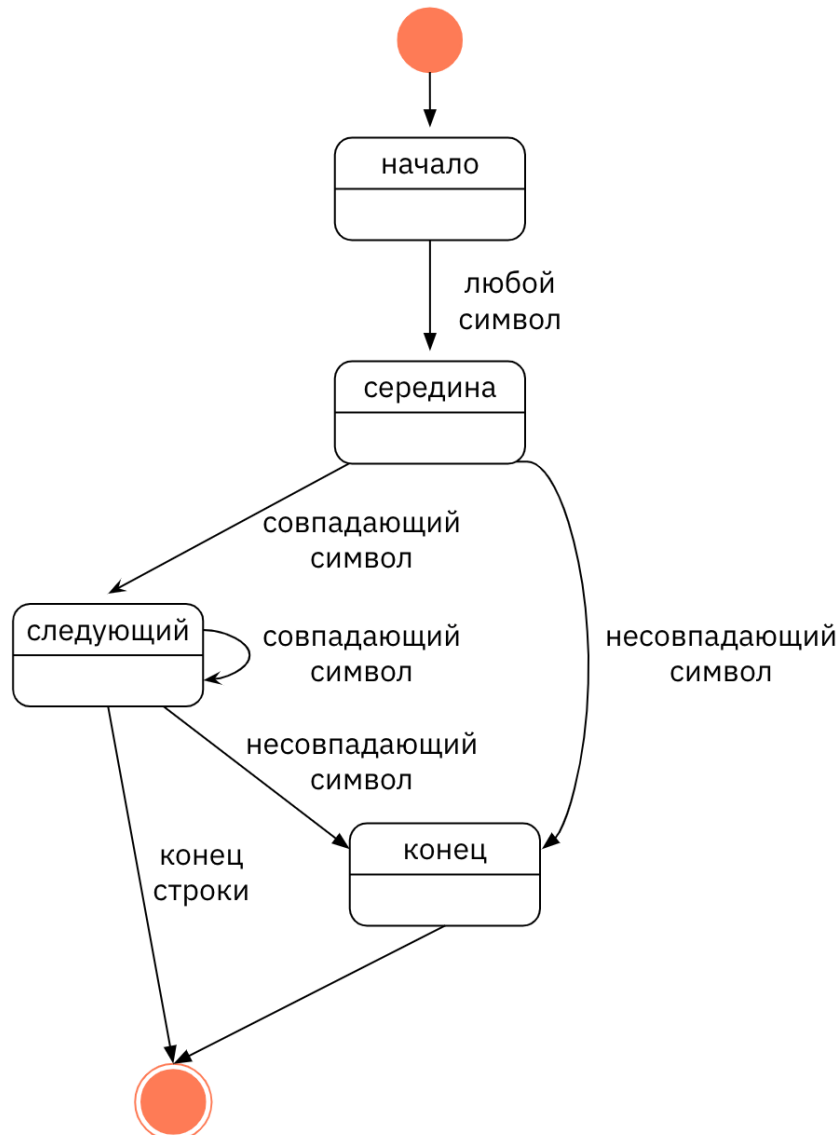 начало
любой
символ
середина
совпадающий
символ
следующий
совпадающий
символ
несовпадающий
символ
несовпадающий
символ
конец
конец
строки